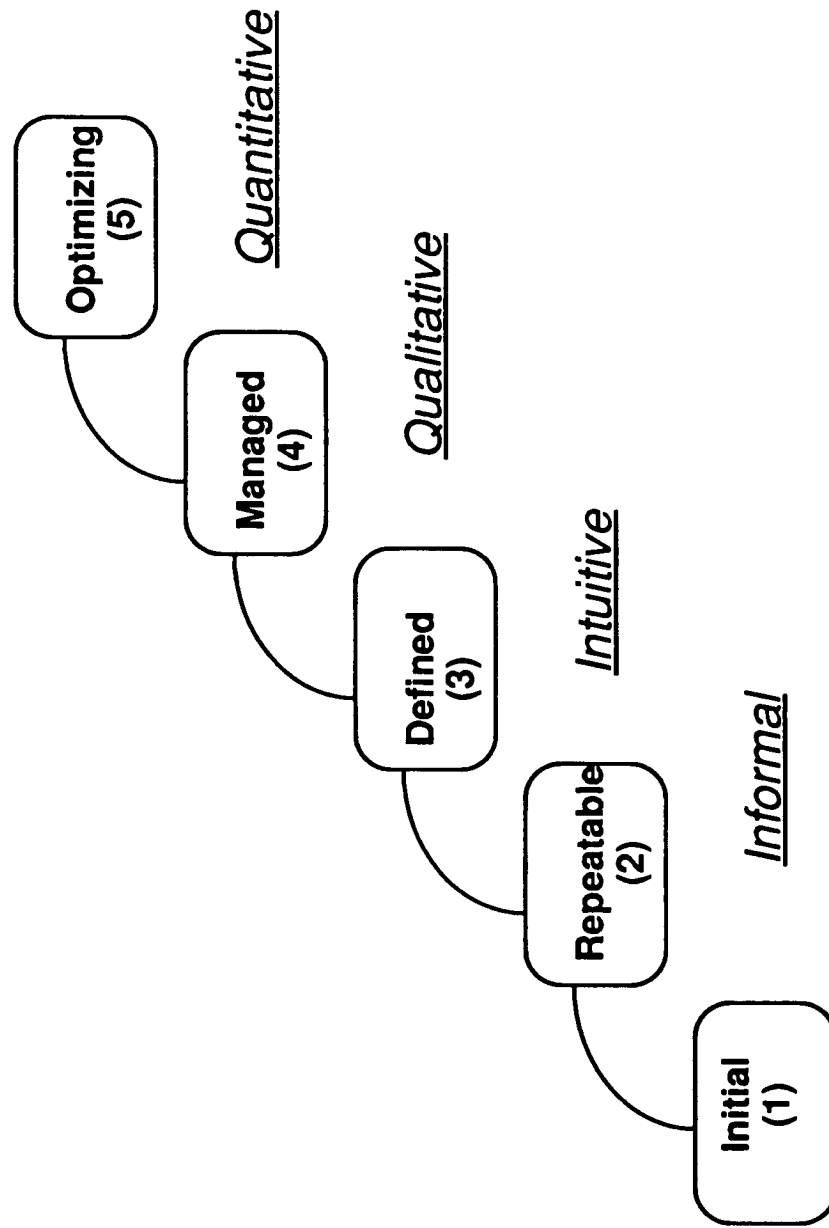 Optimizing
(5)
Quantitative
Managed
(4)
Qualitative
Defined
(3)
Intuitive
Repeatable
(2)
Informal
Initial
(1)